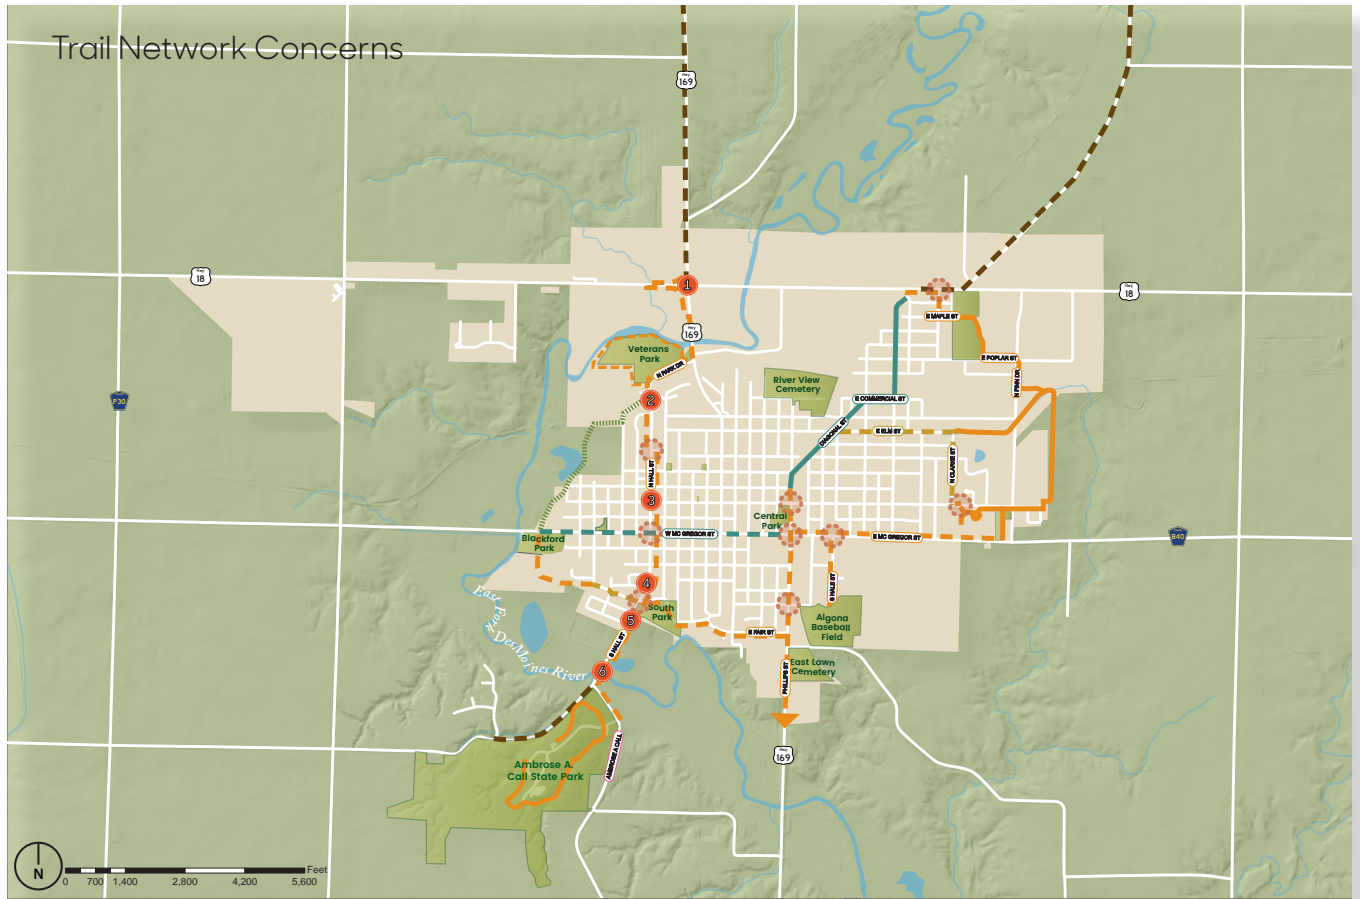 Trail Network Concerns
Hwy
169
Hwy
18
1
Hwy
18
E MAPLE ST
Hwy
169
Veterans
Park
N PARK DR
E POPLAR ST
N FINN DR
River View
Cemetery
P30
2
E COMMERCIAL ST
DIAGONAL ST
E ELM ST
N HALL ST
N CLARKE ST
3
Central
Park
W MC GREGOR ST
E MC GREGOR ST
B40
Blackford
Park
4
S HALE ST
East Fork DesMoines River
South
Park
5
Algona
Baseball
Field
E FAIR ST
S HALL ST
6
East Lawn
Cemetery
PHILLIPS ST
AMBROSE A CALL
169
Hwy
Ambrose A.
Call State Park
N
Feet
0 700 1,400 2,800 4,200 5,600